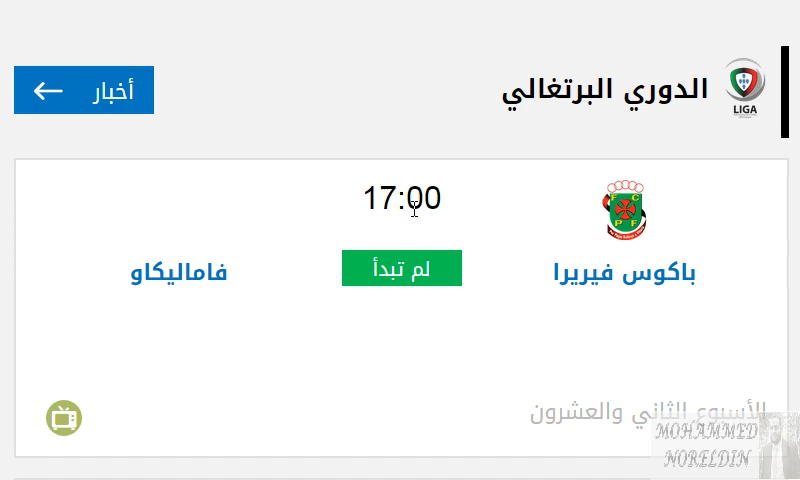 الدوري البرتغالي
LIGA
أخبار
17:00
F C
P F
باكوس فيريرا
لم تبدأ
فاماليكاو
الأسبوع الثاني والعشرون
MOHAMMED
NORELDIN